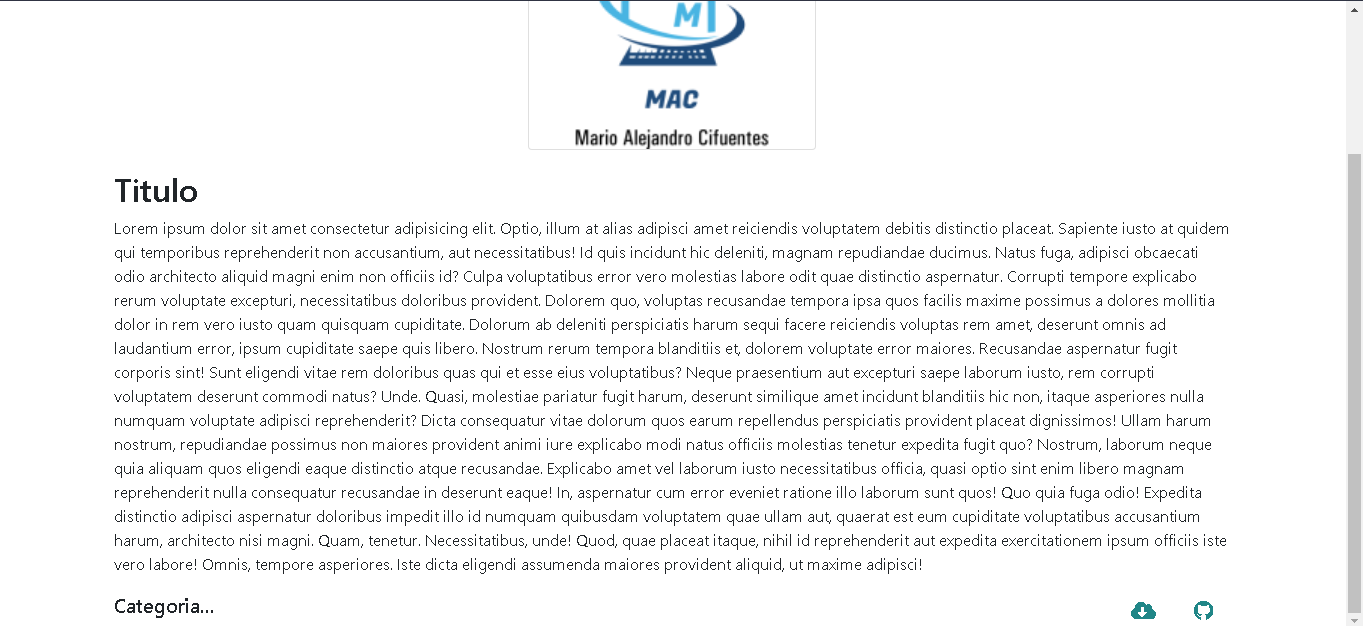 M
MAC
Mario Alejandro Cifuentes
Titulo
Lorem ipsum dolor sit amet consectetur adipisicing elit. Optio, illum at alias adipisci amet reiciendis voluptatem debitis distinctio placeat. Sapiente iusto at quidem
qui temporibus reprehenderit non accusantium, aut necessitatibus! Id quis incidunt hic deleniti, magnam repudiandae ducimus. Natus fuga, adipisci obcaecati
odio architecto aliquid magni enim non officiis id? Culpa voluptatibus error vero molestias labore odit quae distinctio aspernatur. Corrupti tempore explicabo
rerum voluptate excepturi, necessitatibus doloribus provident. Dolorem quo, voluptas recusandae tempora ipsa quos facilis maxime possimus a dolores mollitia
dolor in rem vero iusto quam quisquam cupiditate. Dolorum ab deleniti perspiciatis harum sequi facere reiciendis voluptas rem amet, deserunt omnis ad
laudantium error, ipsum cupiditate saepe quis libero. Nostrum rerum tempora blanditiis et, dolorem voluptate error maiores. Recusandae aspernatur fugit
corporis sint! Sunt eligendi vitae rem doloribus quas qui et esse eius voluptatibus? Neque praesentium aut excepturi saepe laborum iusto, rem corrupti
voluptatem deserunt commodi natus? Unde. Quasi, molestiae pariatur fugit harum, deserunt similique amet incidunt blanditiis hic non, itaque asperiores nulla
numquam voluptate adipisci reprehenderit? Dicta consequatur vitae dolorum quos earum repellendus perspiciatis provident placeat dignissimos! Ullam harum
nostrum, repudiandae possimus non maiores provident animi iure explicabo modi natus officiis molestias tenetur expedita fugit quo? Nostrum, laborum neque
quia aliquam quos eligendi eaque distinctio atque recusandae. Explicabo amet vel laborum iusto necessitatibus officia, quasi optio sint enim libero magnam
reprehenderit nulla consequatur recusandae in deserunt eaque! In, aspernatur cum error eveniet ratione illo laborum sunt quos! Quo quia fuga odio! Expedita
distinctio adipisci aspernatur doloribus impedit illo id numquam quibusdam voluptatem quae ullam aut, quaerat est eum cupiditate voluptatibus accusantium
harum, architecto nisi magni. Quam, tenetur. Necessitatibus, unde! Quod, quae placeat itaque, nihil id reprehenderit aut expedita exercitationem ipsum officiis iste
vero labore! Omnis, tempore asperiores. Iste dicta eligendi assumenda maiores provident aliquid, ut maxime adipisci!
Categoria...